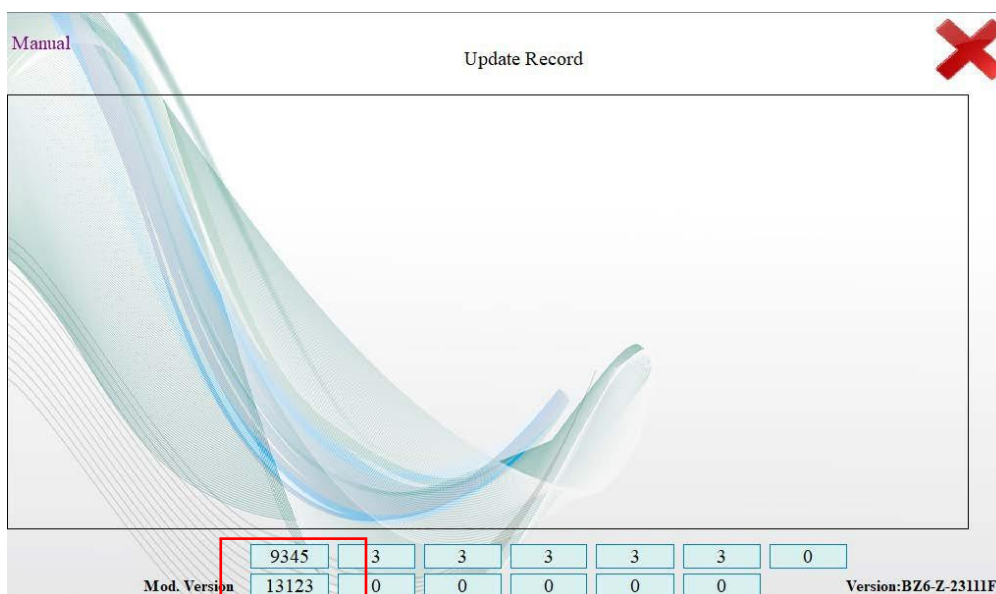 Manual
Update Record
9345 3 3 3 3 3 0
Mod. Version 13123 0 0 0 0 0 Version:BZ6-Z-23111F